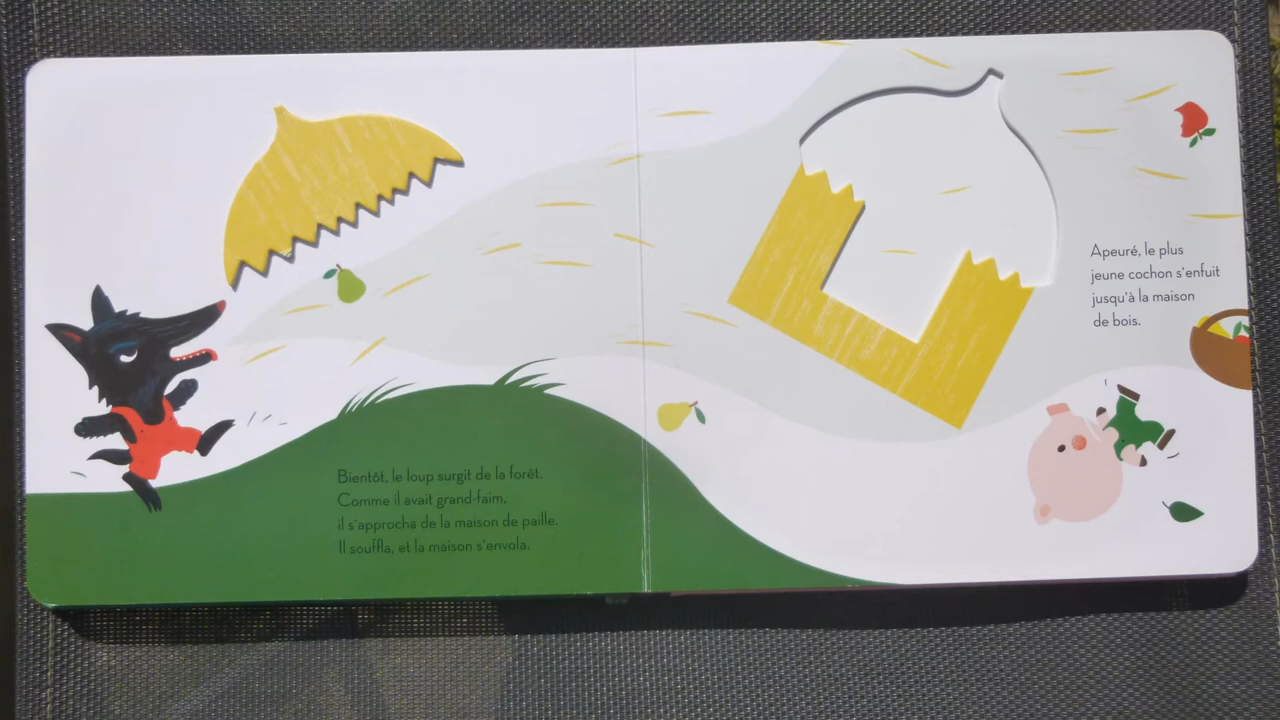 Bientôt, le loup surgit de la forêt.
Comme il avait grand-faim,
il s'approcha de la maison de paille.
Il souffla, et la maison s'envola.
Apeuré, le plus
jeune cochon s'enfuit
jusqu'à la maison
de bois.